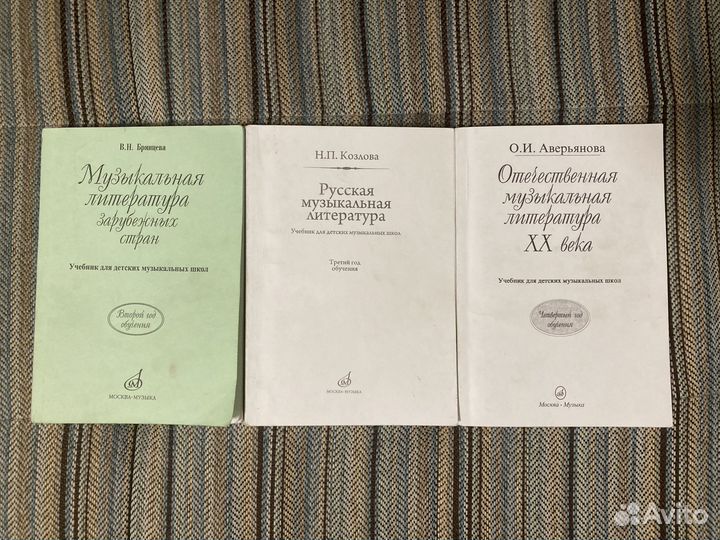 В.Н. Брянцева
Музыкальная
литература
зарубежных
стран
Учебник для детских музыкальных школ
Второй год
обучения
МОСКВА·МУЗЫКА
Н.П. Козлова
Русская
музыкальная
литература
Учебник для детских музыкальных школ
Третий год
обучения
МОСКВА·МУЗЫКА
О.И. Аверьянова
Отечественная
музыкальная
литература
XX века
Учебник для детских музыкальных школ
Четвертый год
обучения
Москва · Музыка
Avito